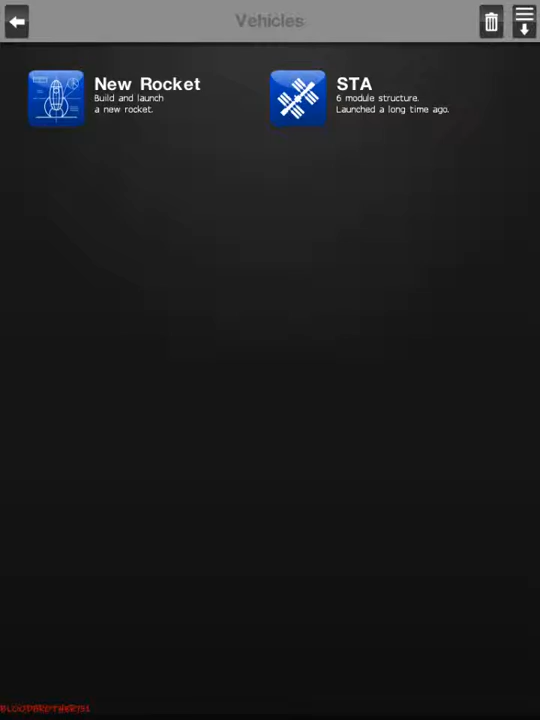 Vehicles
New Rocket
Build and launch
a new rocket.
STA
6 module structure.
Launched a long time ago.